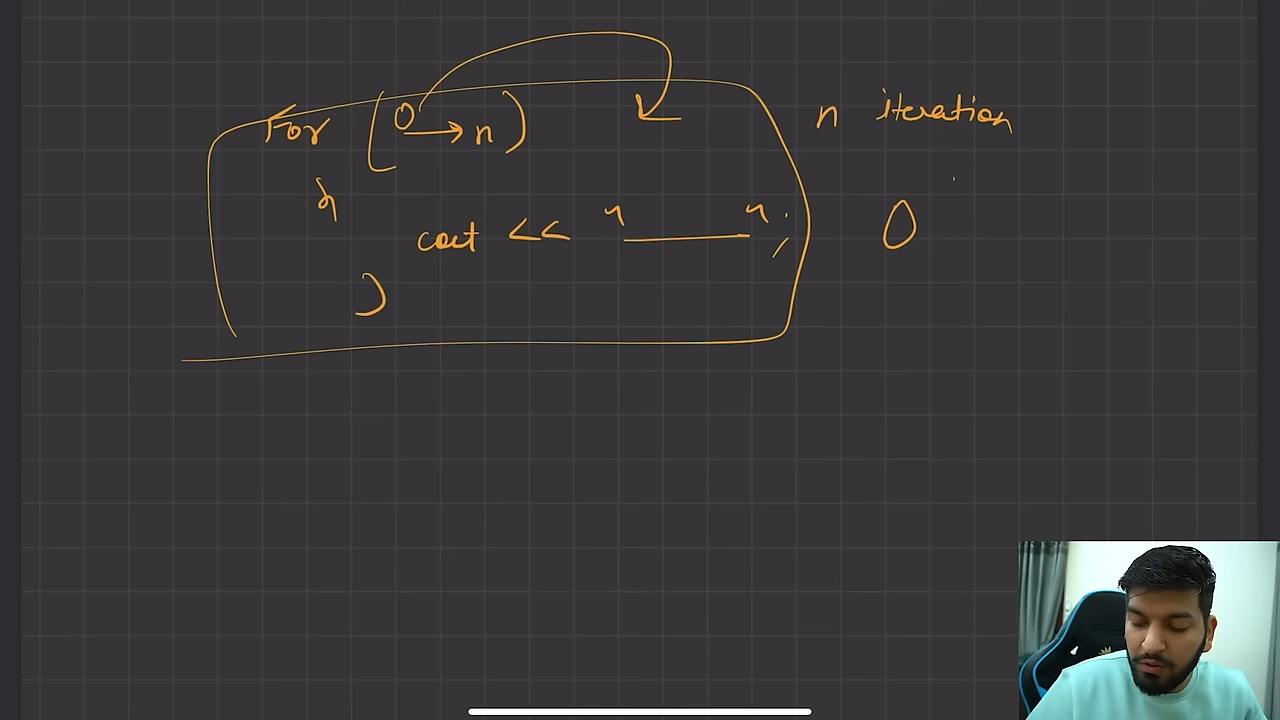 For (0 → n) n iteration
{
cout << " ——— " ; O
}